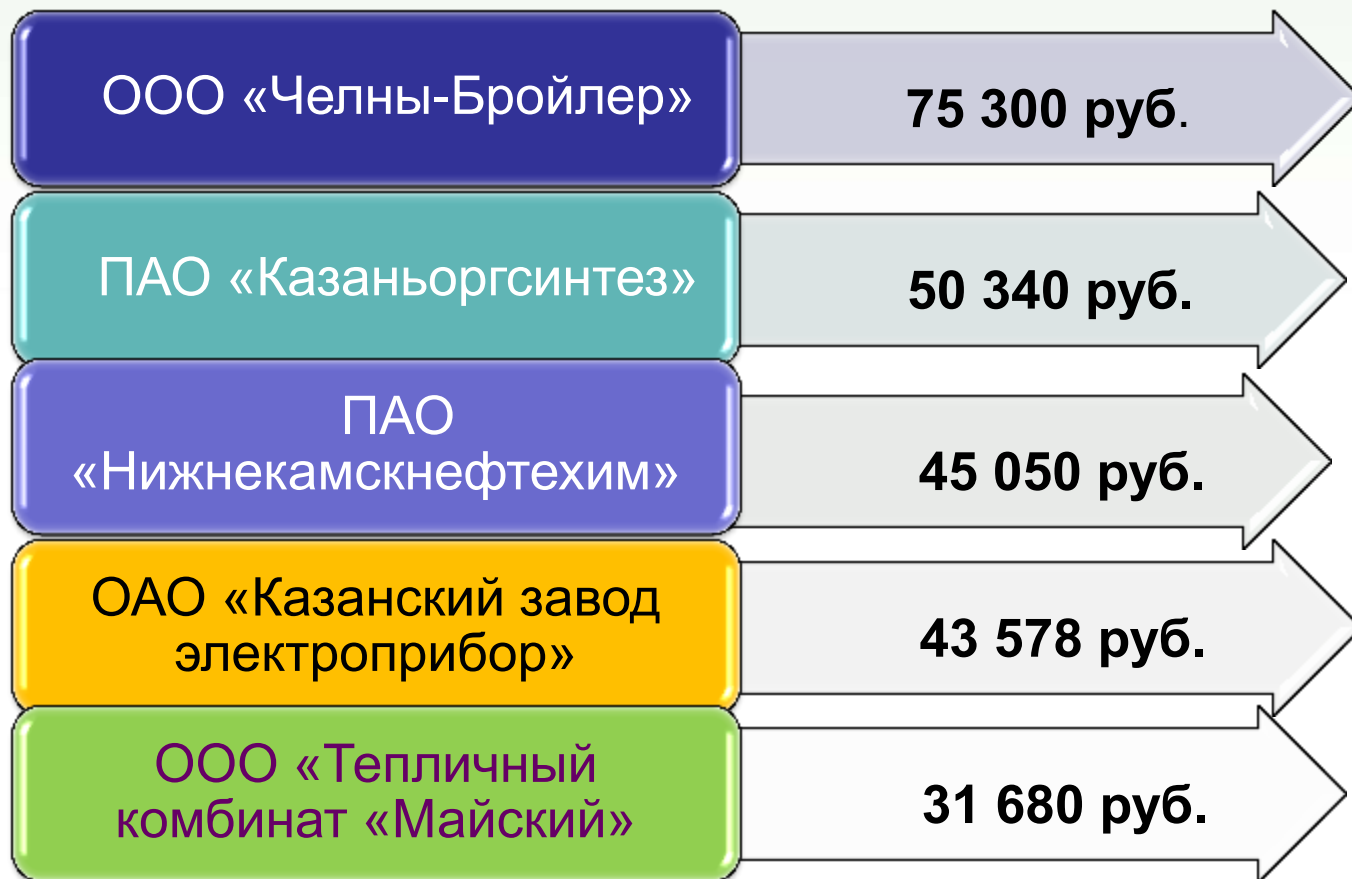 ООО «Челны-Бройлер»
75 300 руб.
ПАО «Казаньоргсинтез»
50 340 руб.
ПАО
«Нижнекамскнефтехим»
45 050 руб.
ОАО «Казанский завод
электроприбор»
43 578 руб.
ООО «Тепличный
комбинат «Майский»
31 680 руб.